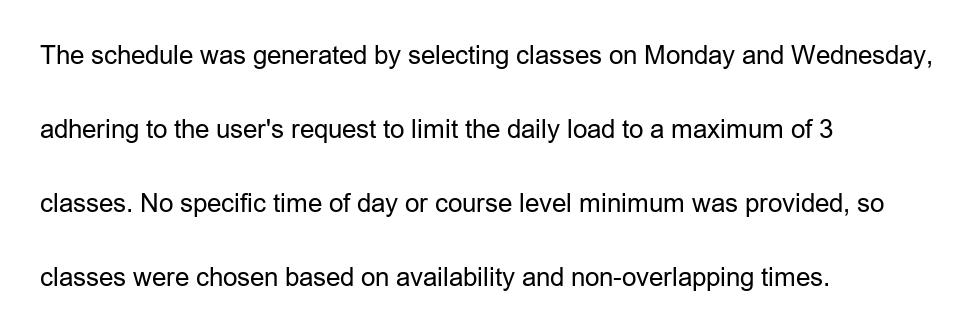 The schedule was generated by selecting classes on Monday and Wednesday,
adhering to the user's request to limit the daily load to a maximum of 3
classes. No specific time of day or course level minimum was provided, so
classes were chosen based on availability and non-overlapping times.